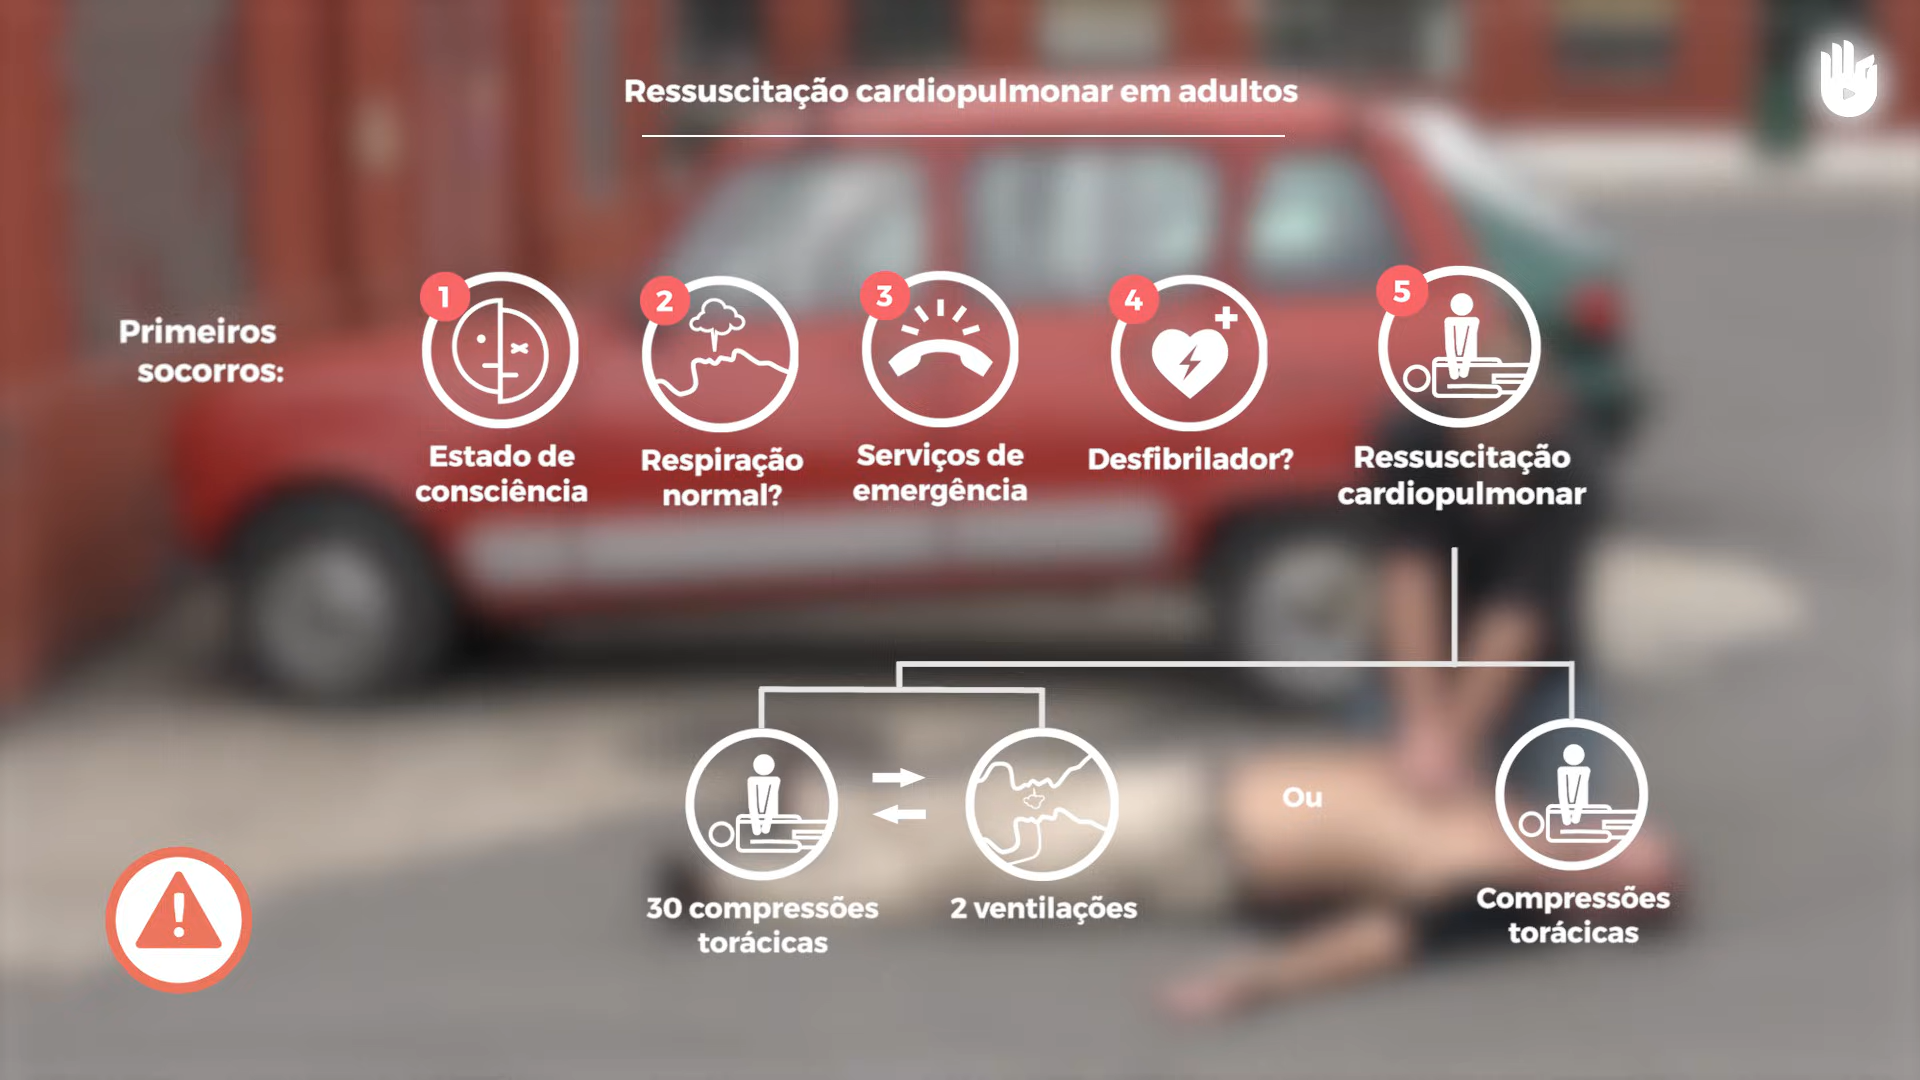 Ressuscitação cardiopulmonar em adultos
Primeiros
socorros:
1
2
3
4
5
Estado de
consciência
Respiração
normal?
Serviços de
emergência
Desfibrilador?
Ressuscitação
cardiopulmonar
30 compressões
torácicas
2 ventilações
Ou
Compressões
torácicas